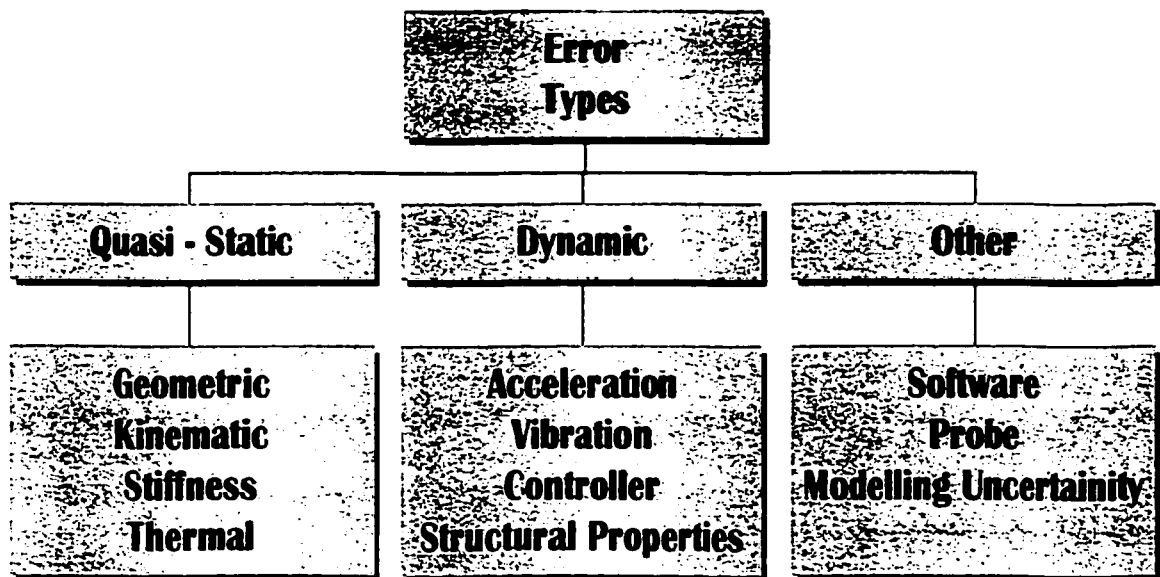 Error
Types
Quasi - Static
Dynamic
Other
Geometric
Kinematic
Stiffness
Thermal
Acceleration
Vibration
Controller
Structural Properties
Software
Probe
Modelling Uncertainity